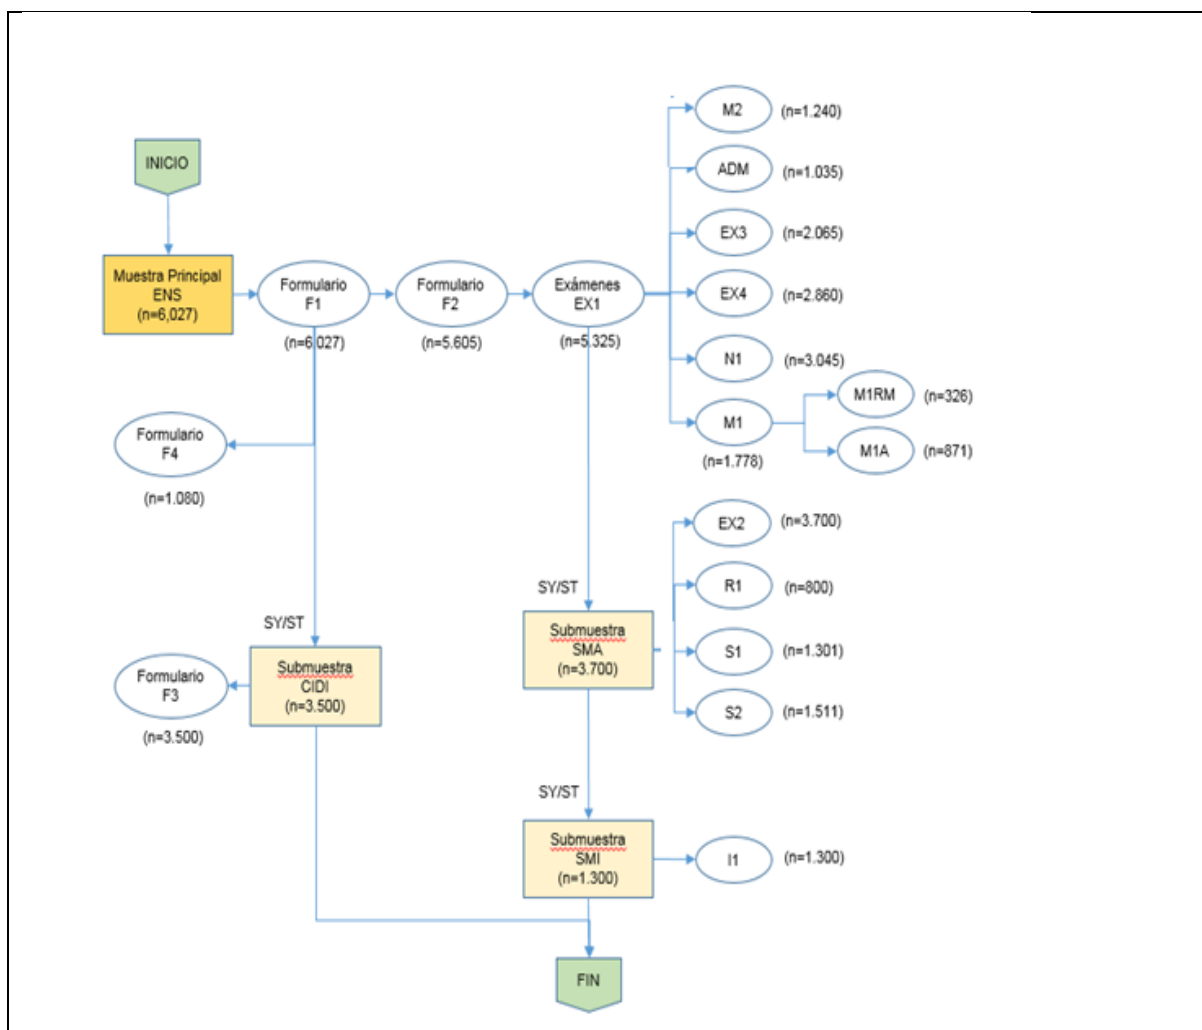 INICIO
Muestra Principal
ENS
(n=6,027)
Formulario
F1
(n=6.027)
Formulario
F2
(n=5.605)
Exámenes
EX1
(n=5.325)
M2
(n=1.240)
ADM
(n=1.035)
EX3
(n=2.065)
EX4
(n=2.860)
N1
(n=3.045)
M1
(n=1.778)
M1RM
(n=326)
M1A
(n=871)
Formulario
F4
(n=1.080)
SY/ST
Submuestra
CIDI
(n=3.500)
Formulario
F3
(n=3.500)
SY/ST
Submuestra
SMA
(n=3.700)
EX2
(n=3.700)
R1
(n=800)
S1
(n=1.301)
S2
(n=1.511)
SY/ST
Submuestra
SMI
(n=1.300)
I1
(n=1.300)
FIN